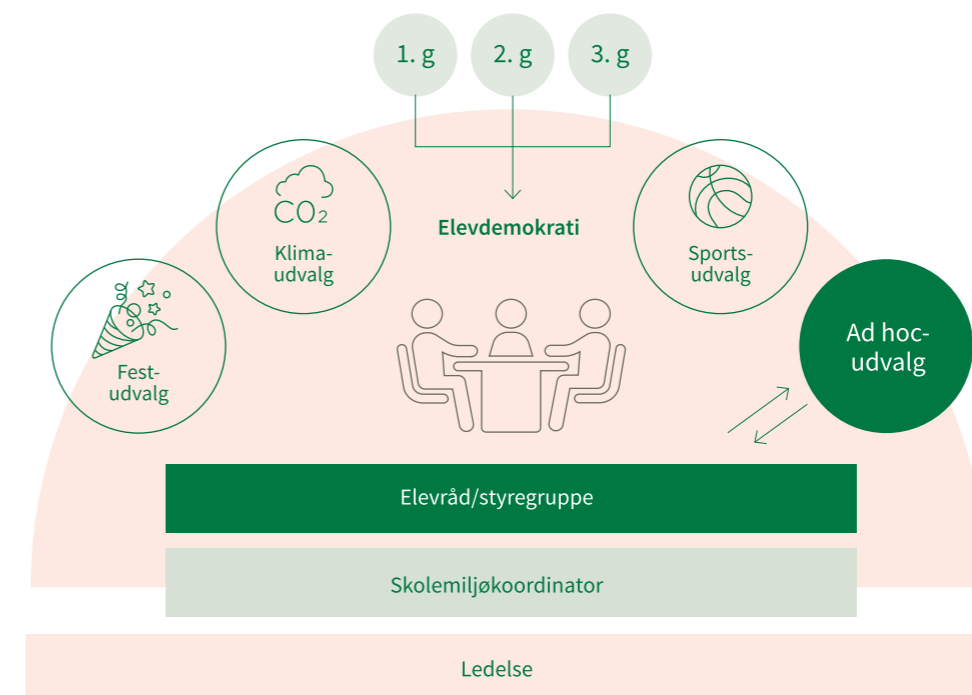 1. g
2. g
3. g
CO₂
Klima-
udvalg
Elevdemokrati
Sports-
udvalg
Fest-
udvalg
Ad hoc-
udvalg
Elevråd/styregruppe
Skolemiljøkoordinator
Ledelse